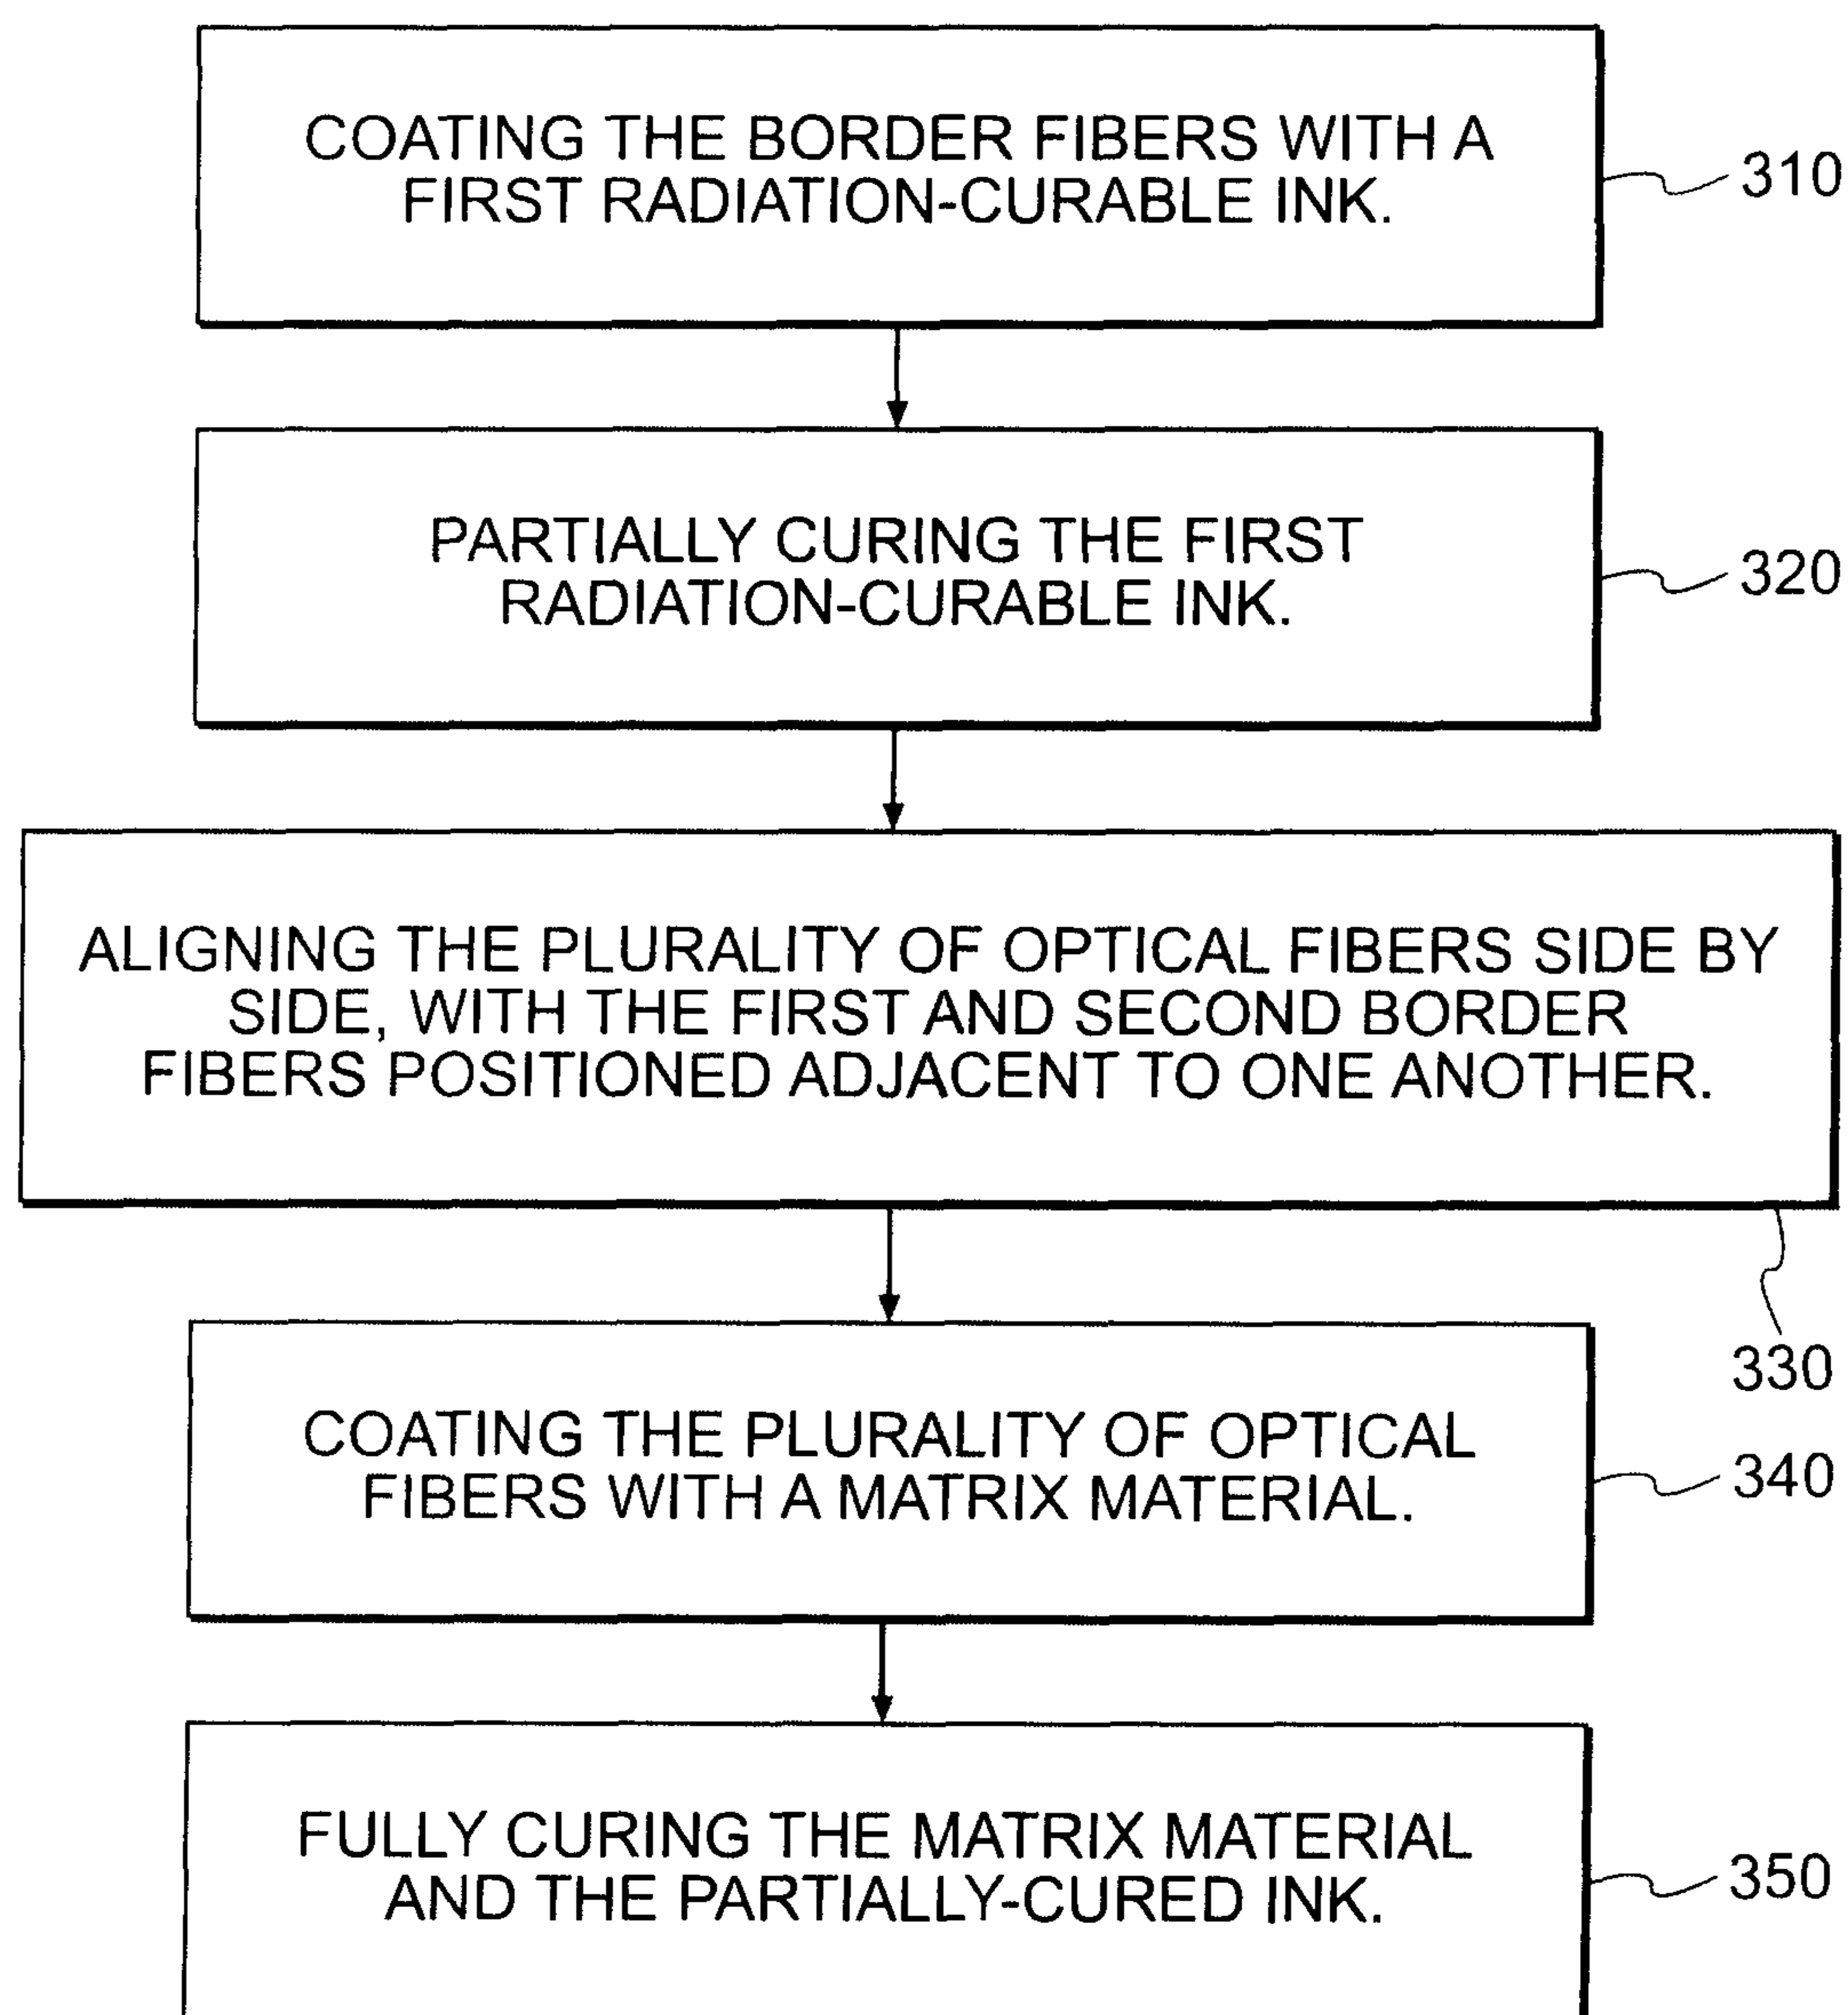 COATING THE BORDER FIBERS WITH A
FIRST RADIATION-CURABLE INK.
310
PARTIALLY CURING THE FIRST
RADIATION-CURABLE INK.
320
ALIGNING THE PLURALITY OF OPTICAL FIBERS SIDE BY
SIDE, WITH THE FIRST AND SECOND BORDER
FIBERS POSITIONED ADJACENT TO ONE ANOTHER.
330
COATING THE PLURALITY OF OPTICAL
FIBERS WITH A MATRIX MATERIAL.
340
FULLY CURING THE MATRIX MATERIAL
AND THE PARTIALLY-CURED INK.
350